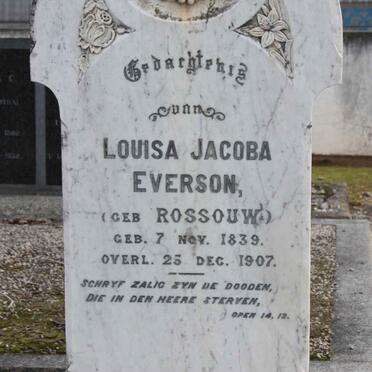 Gedachtenis
van
LOUISA JACOBA
EVERSON,
(GEB ROSSOUW)
GEB. 7 NOV. 1839.
OVERL. 25 DEC. 1907.
SCHRYF ZALIG ZYN DE DOODEN,
DIE IN DEN HEERE STERVEN,
OPEN 14.13.